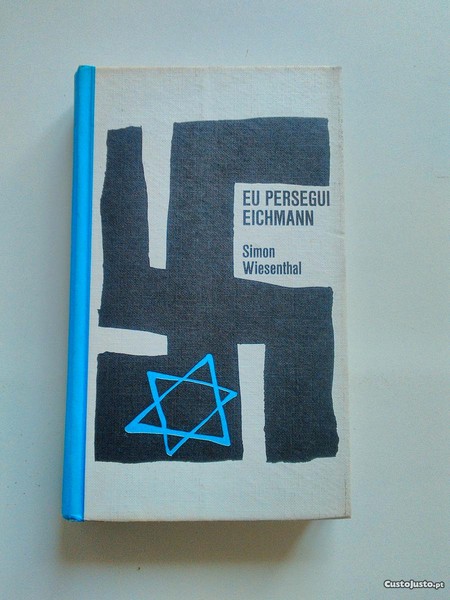 EU PERSEGUI
EICHMANN
Simon
Wiesenthal
CustoJusto.pt